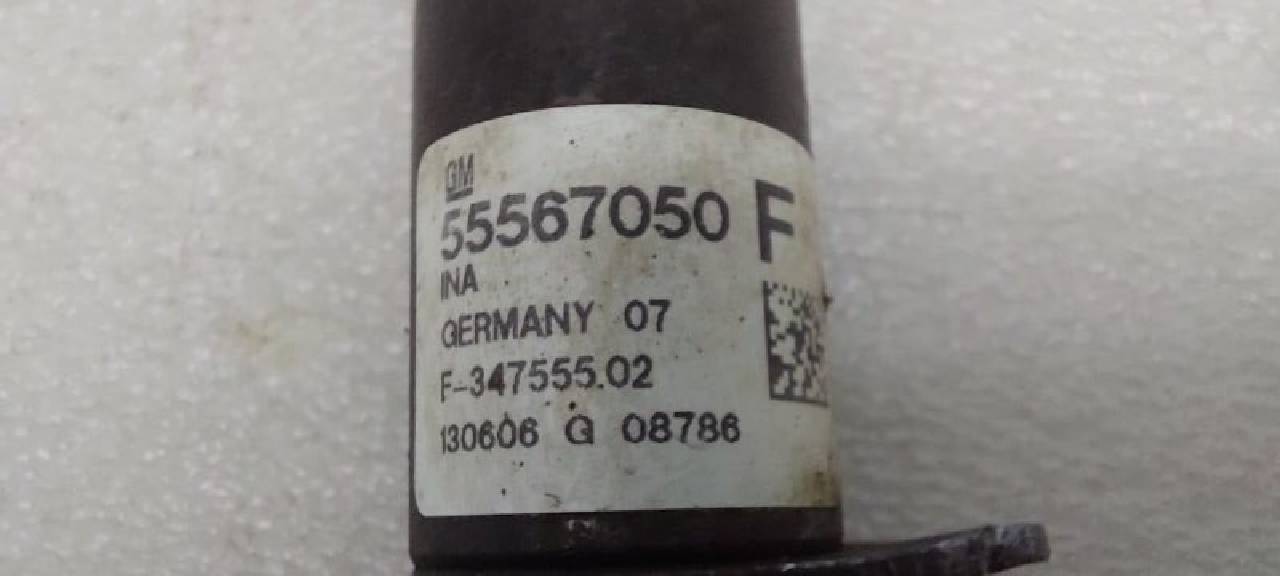 GM
55567050 F
INA
GERMANY 07
F-347555.02
130606 G 08786